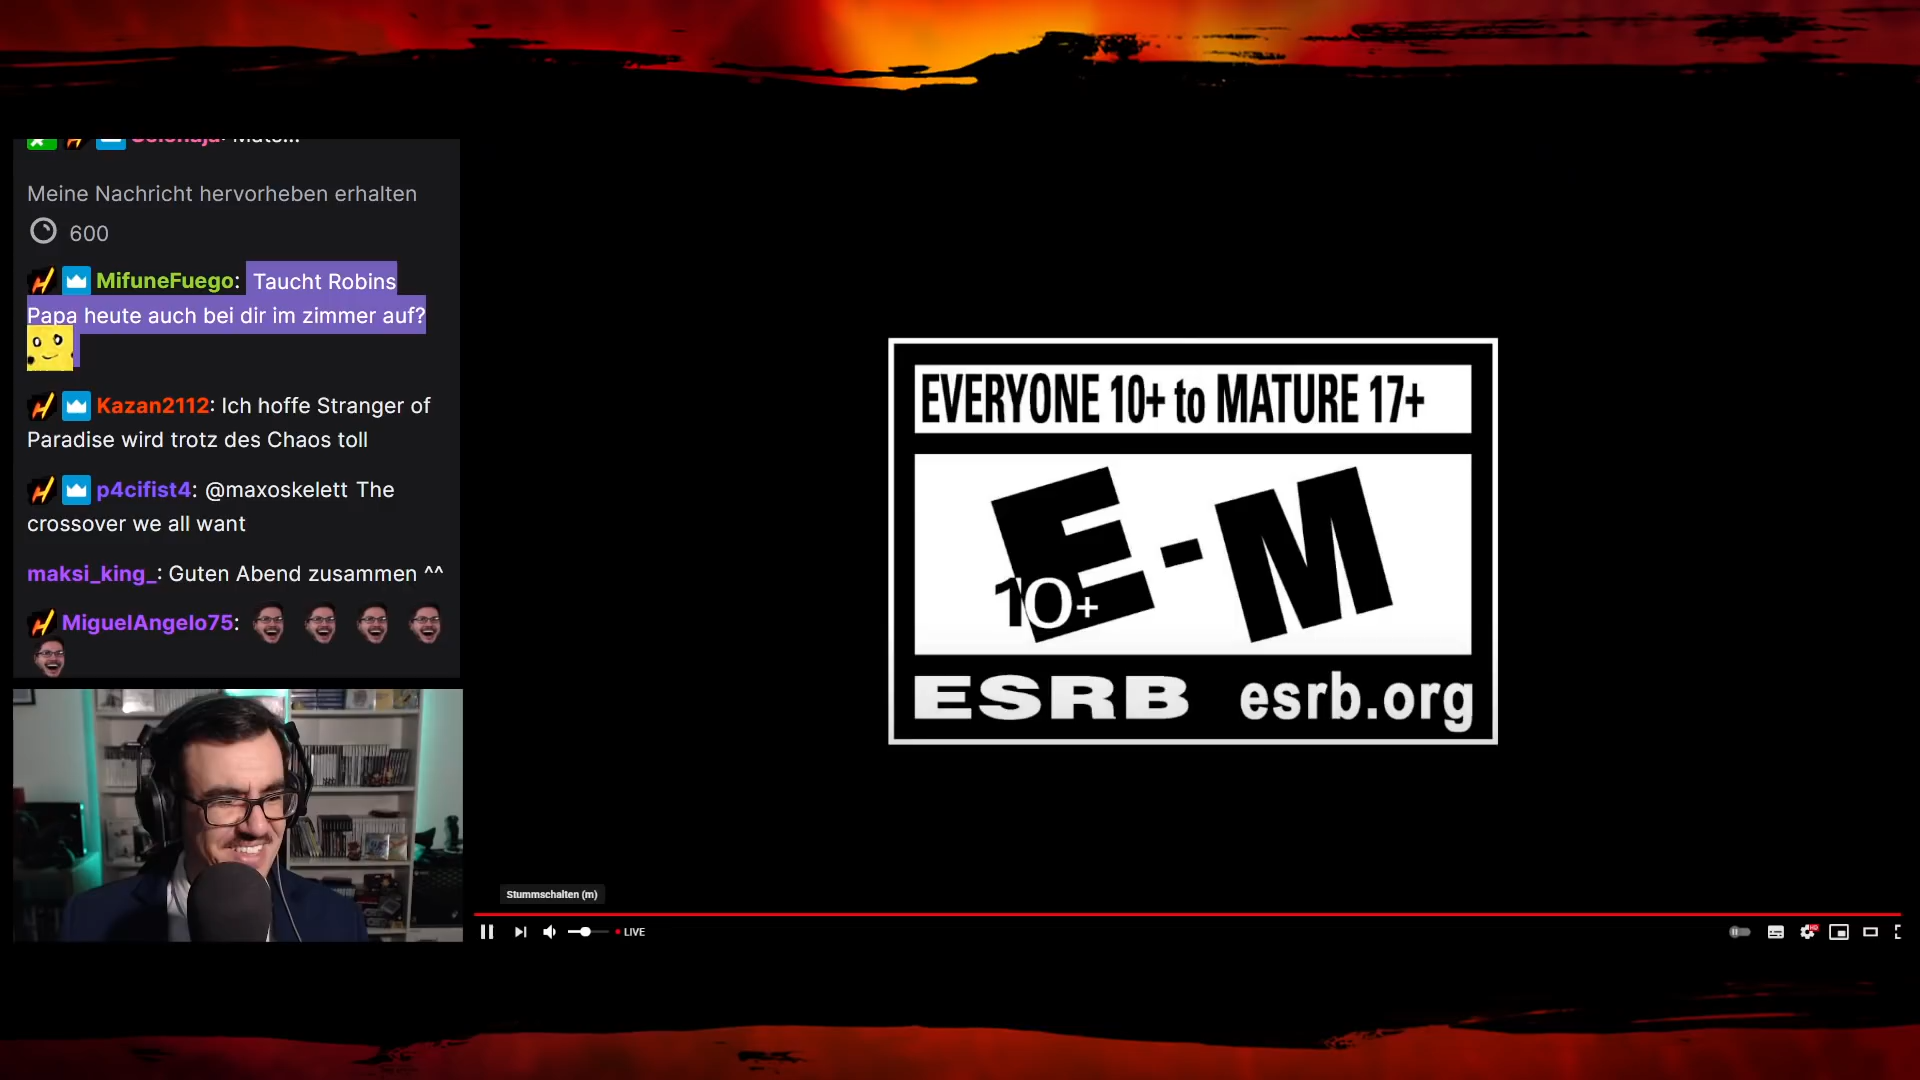 Meine Nachricht hervorheben erhalten
600
MifuneFuego: Taucht Robins
Papa heute auch bei dir im zimmer auf?
Kazan2112: Ich hoffe Stranger of
Paradise wird trotz des Chaos toll
p4cifist4: @maxoskelett The
crossover we all want
maksi_king_: Guten Abend zusammen ^^
MiguelAngelo75:
EVERYONE 10+ to MATURE 17+
E-M
10+
ESRB esrb.org
Stummschalten (m)
LIVE